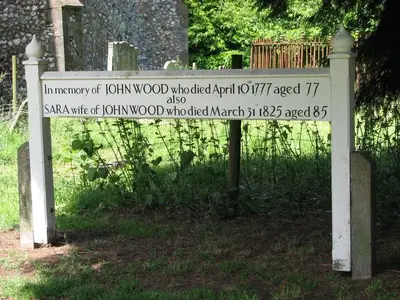 In memory of JOHN WOOD who died April 10th 1777 aged 77
also
SARA wife of JOHN WOOD who died March 31st 1825 aged 85